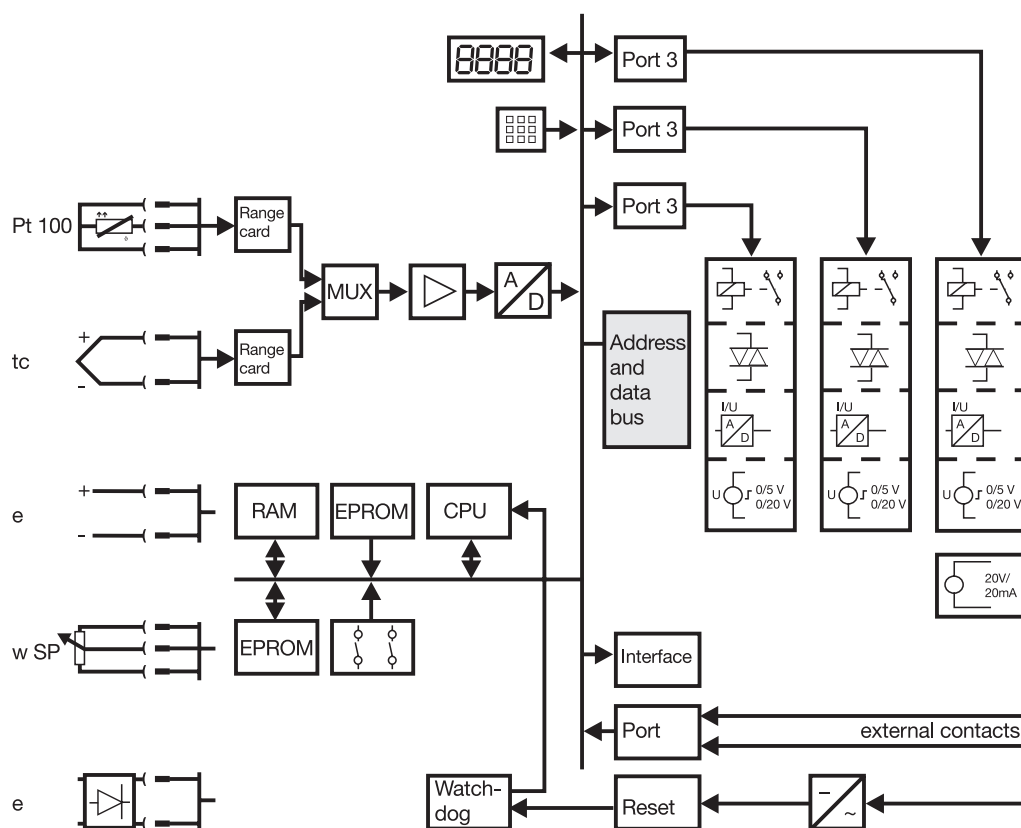 8888
Port 3
Port 3
Port 3
Pt 100
Range
card
MUX
A
D
tc
+
-
Range
card
Address
and
data
bus
I/U
A
D
U 0/5 V
0/20 V
I/U
A
D
U 0/5 V
0/20 V
I/U
A
D
U 0/5 V
0/20 V
20V/
20mA
e
+
-
RAM
EPROM
CPU
w SP
EPROM
Interface
Port
external contacts
e
Watch-
dog
Reset
–
~